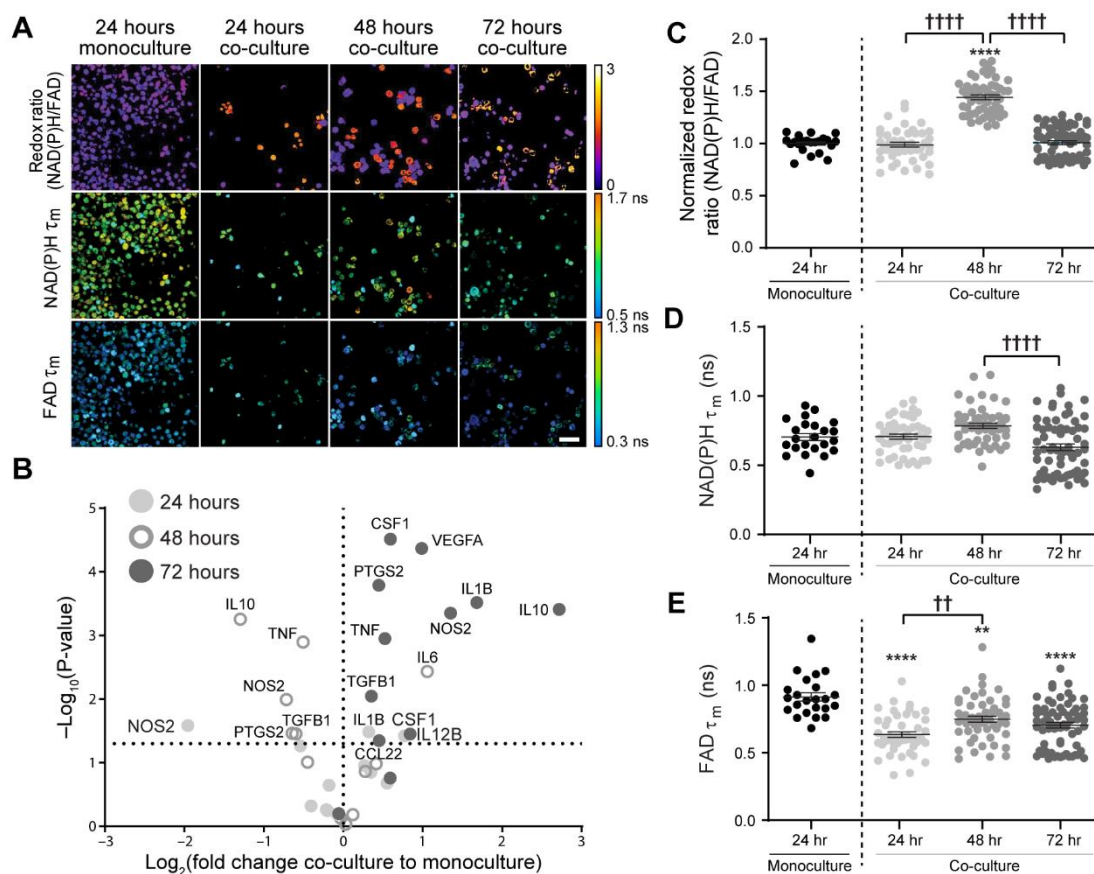 A
24 hours monoculture
24 hours co-culture
48 hours co-culture
72 hours co-culture
Redox ratio (NAD(P)H/FAD)
3
0
NAD(P)H τm
1.7 ns
0.5 ns
FAD τm
1.3 ns
0.3 ns
B
24 hours
48 hours
72 hours
–Log10(P-value)
5
4
3
2
1
0
CSF1
VEGFA
PTGS2
IL1B
IL10
NOS2
IL10
TNF
TNF
IL6
NOS2
TGFB1
NOS2
PTGS2
TGFB1
IL1B
CSF1
IL12B
CCL22
−3
−2
−1
0
1
2
3
Log2(fold change co-culture to monoculture)
C
Normalized redox ratio (NAD(P)H/FAD)
2.0
1.5
1.0
0.5
0.0
††††
††††
****
24 hr
24 hr
48 hr
72 hr
Monoculture
Co-culture
D
NAD(P)H τm (ns)
1.5
1.0
0.5
0.0
††††
24 hr
24 hr
48 hr
72 hr
Monoculture
Co-culture
E
FAD τm (ns)
1.5
1.0
0.5
0.0
††
****
**
****
24 hr
24 hr
48 hr
72 hr
Monoculture
Co-culture